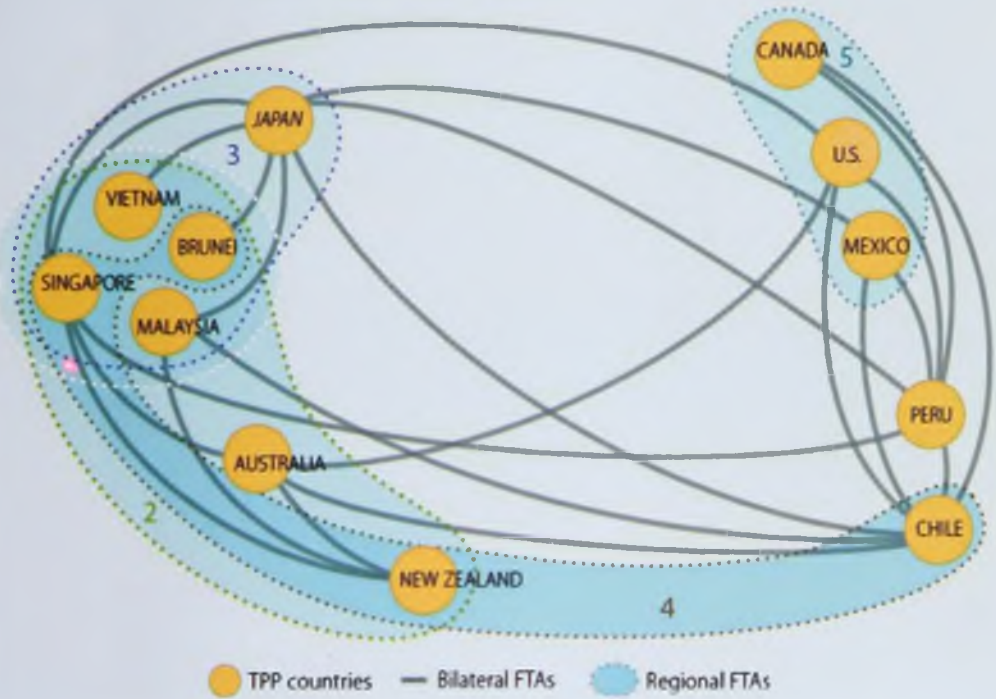 CANADA
5
JAPAN
U.S.
3
VIETNAM
BRUNEI
MEXICO
SINGAPORE
MALAYSIA
PERU
AUSTRALIA
2
CHILE
NEW ZEALAND
4
TPP countries
Bilateral FTAs
Regional FTAs